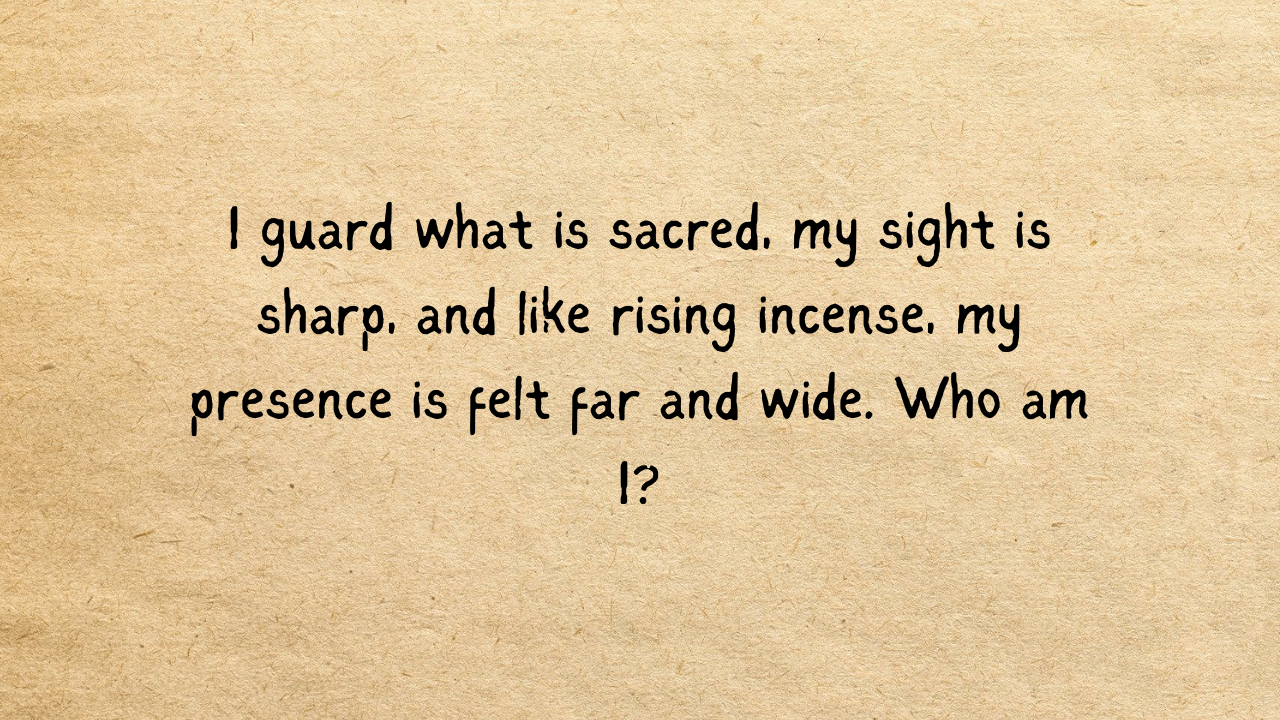 I guard what is sacred, my sight is
sharp, and like rising incense, my
presence is felt far and wide. Who am
I?